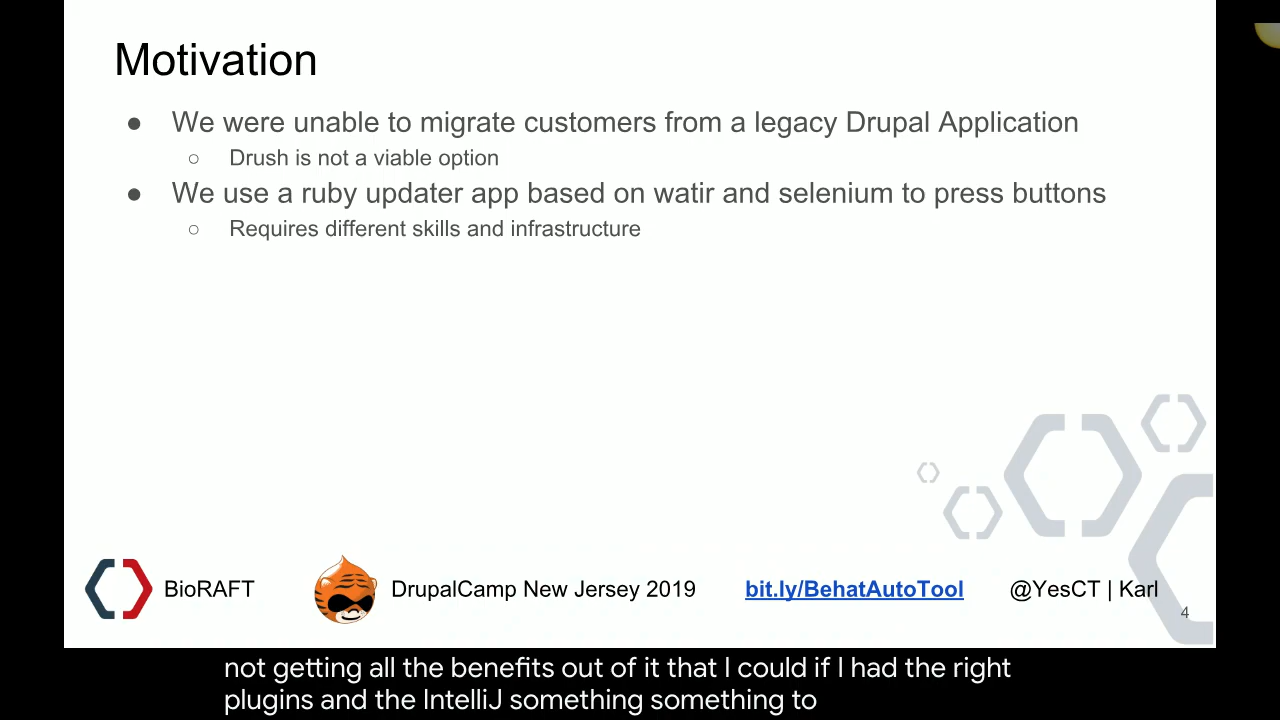 Motivation
● We were unable to migrate customers from a legacy Drupal Application
○ Drush is not a viable option
● We use a ruby updater app based on watir and selenium to press buttons
○ Requires different skills and infrastructure
BioRAFT DrupalCamp New Jersey 2019 bit.ly/BehatAutoTool @YesCT | Karl
4
not getting all the benefits out of it that I could if I had the right
plugins and the IntelliJ something something to